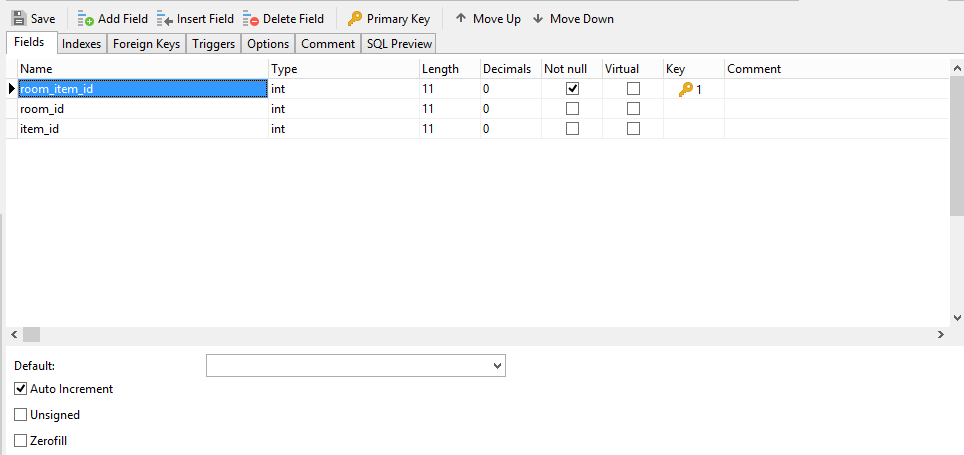 Save Add Field Insert Field Delete Field Primary Key Move Up Move Down
Fields Indexes Foreign Keys Triggers Options Comment SQL Preview
Name Type Length Decimals Not null Virtual Key Comment
room_item_id int 11 0 1
room_id int 11 0
item_id int 11 0
Default:
Auto Increment
Unsigned
Zerofill